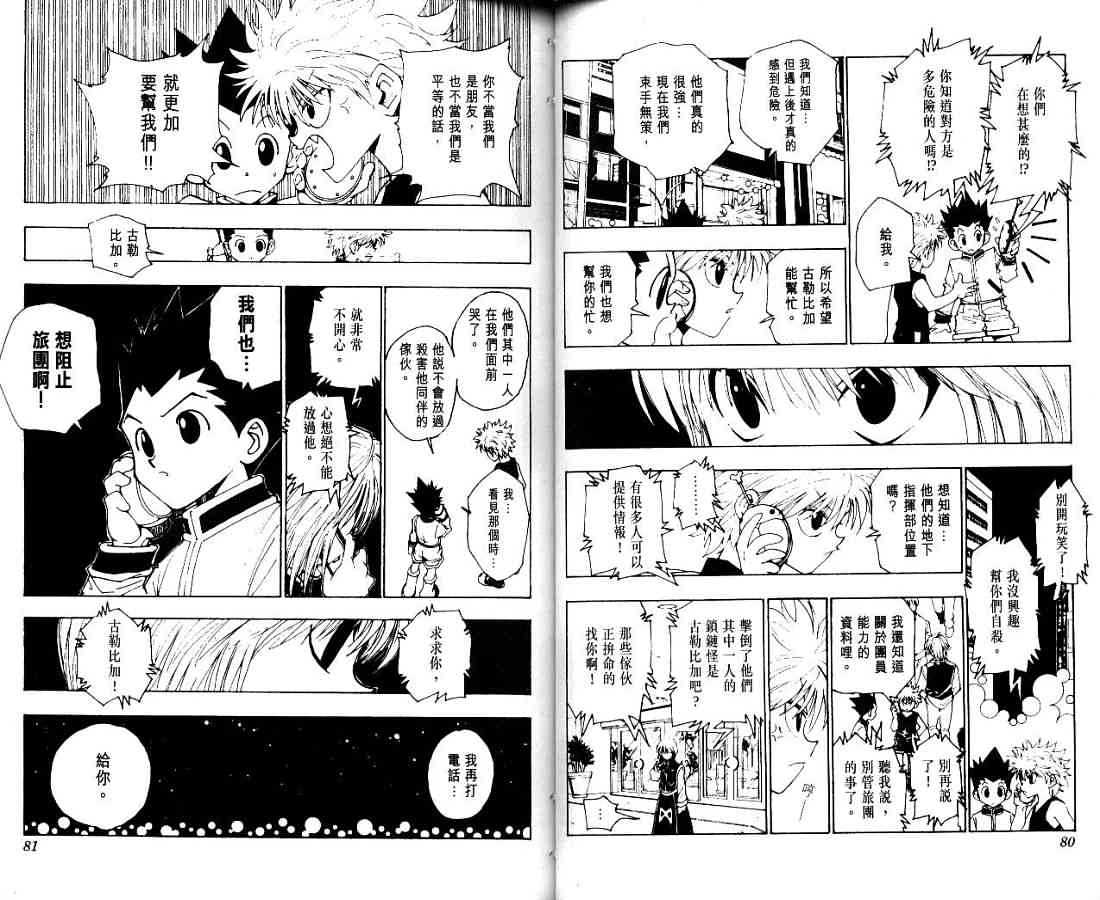 你們
在想甚麼的!?
你知道對方是
多危險的人嗎!?
給我。
我們知道…
但遇上後才真的
感到危險。
他們真的
很強…
現在我們
束手無策，
所以希望
古勒比加
能幫忙。
我們也想
幫你的忙。
別開玩笑了！
我沒興趣
幫你們自殺。
想知道…
他們的地下
指揮部位置
嗎？
………
有很多人可以
提供情報！
我還知道
關於團員
能力的
資料哩。
別再說
了！
聽我說，
別管旅團
的事了。
擊倒了他們
其中一人的
鎖鏈怪是
古勒比加吧？
那些傢伙
正拚命的
找你啊！
…
80
你不當我們
是朋友，
也不當我們是
平等的話，
就更加
要幫我們!!
古勒
比加。
他們其中一人
在我們面前
哭了。
他說不會放過
殺害他同伴的
傢伙。
我…
看見那個時…
就非常
不開心。
心想絕不能
放過他。
我們也…
想阻止
旅團啊！
求求你，
古勒比加！
我再打
電話…
給你。
81